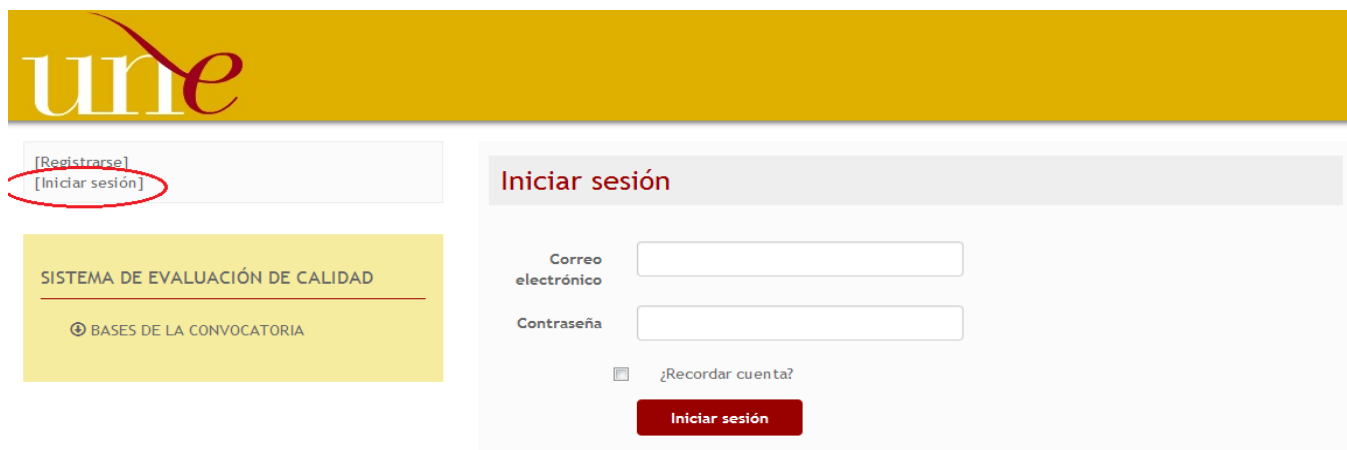 une
[Registrarse]
[Iniciar sesión]
SISTEMA DE EVALUACIÓN DE CALIDAD
BASES DE LA CONVOCATORIA
Iniciar sesión
Correo
electrónico
Contraseña
¿Recordar cuenta?
Iniciar sesión